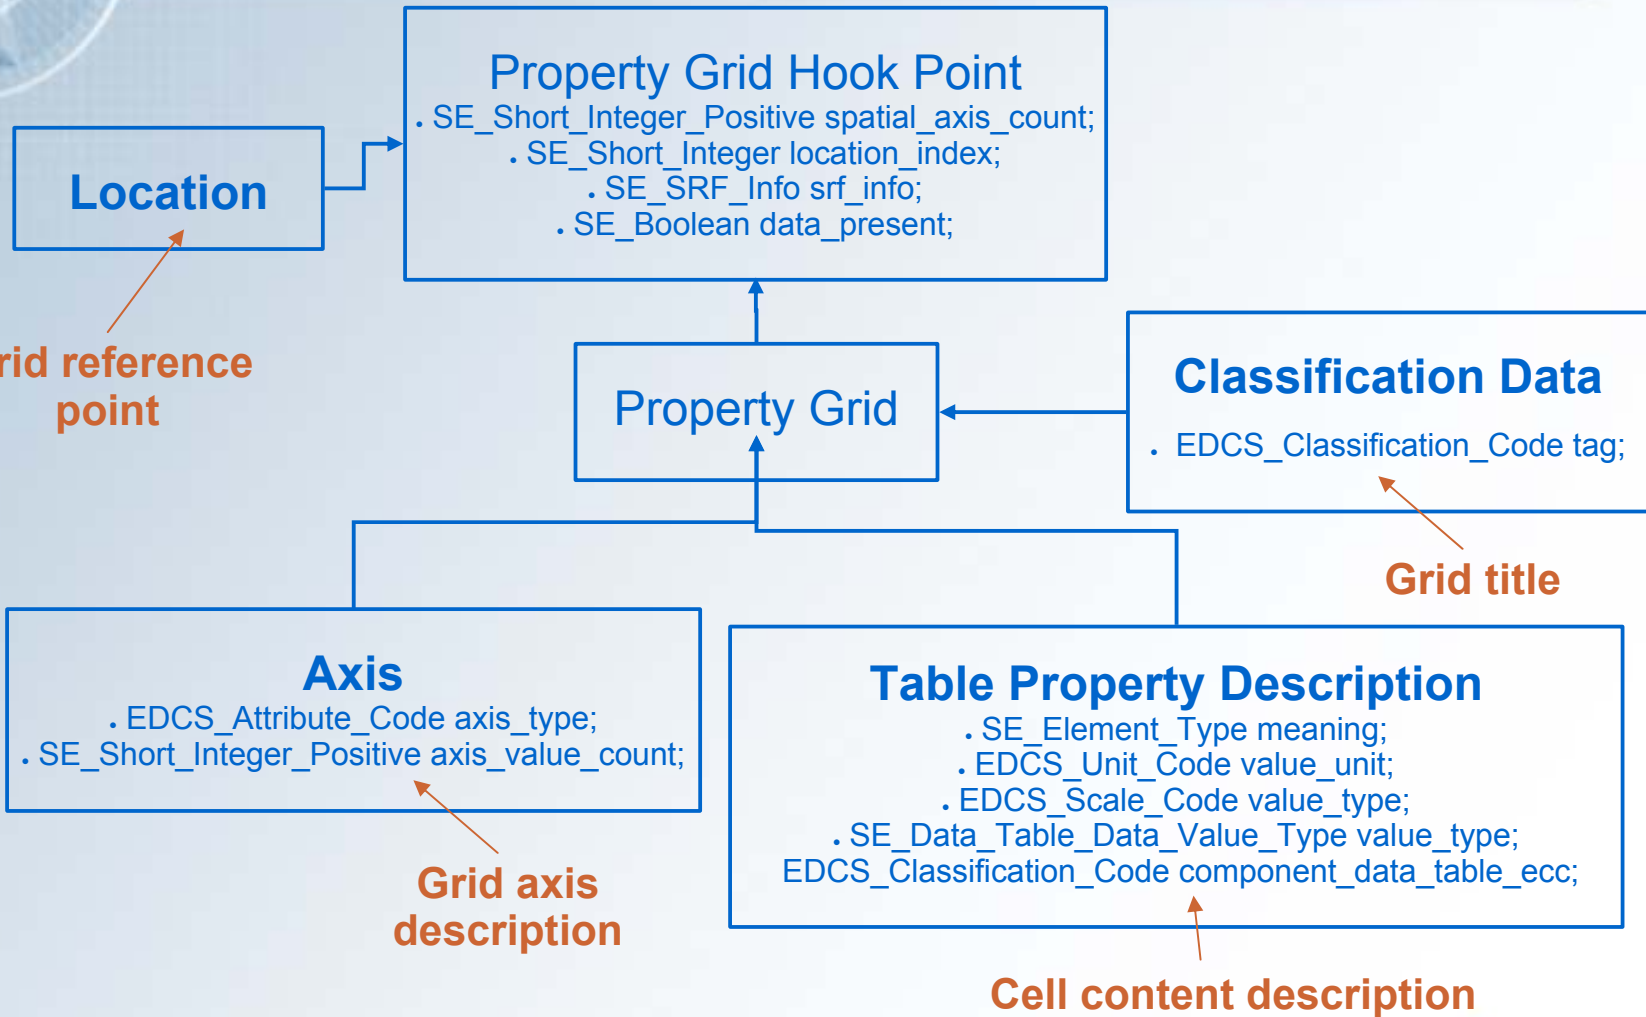 Property Grid Hook Point
• SE_Short_Integer_Positive spatial_axis_count;
• SE_Short_Integer location_index;
• SE_SRF_Info srf_info;
• SE_Boolean data_present;
Location
rid reference
point
Property Grid
Classification Data
• EDCS_Classification_Code tag;
Grid title
Axis
• EDCS_Attribute_Code axis_type;
• SE_Short_Integer_Positive axis_value_count;
Grid axis
description
Table Property Description
• SE_Element_Type meaning;
• EDCS_Unit_Code value_unit;
• EDCS_Scale_Code value_type;
• SE_Data_Table_Data_Value_Type value_type;
EDCS_Classification_Code component_data_table_ecc;
Cell content description